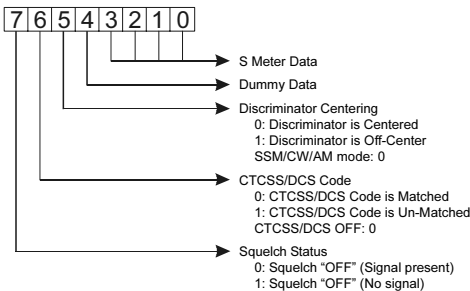 7 6 5 4 3 2 1 0
S Meter Data
Dummy Data
Discriminator Centering
0: Discriminator is Centered
1: Discriminator is Off-Center
SSM/CW/AM mode: 0
CTCSS/DCS Code
0: CTCSS/DCS Code is Matched
1: CTCSS/DCS Code is Un-Matched
CTCSS/DCS OFF: 0
Squelch Status
0: Squelch “OFF” (Signal present)
1: Squelch “OFF” (No signal)